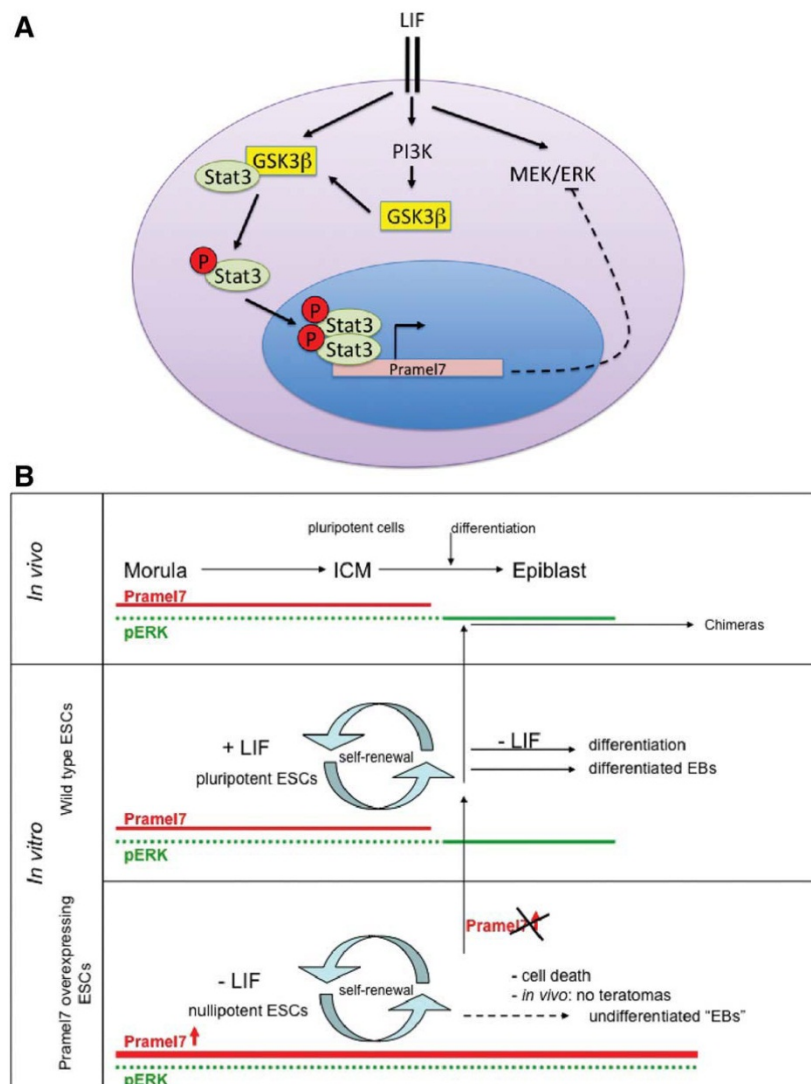 A
LIF
GSK3β
Stat3
PI3K
MEK/ERK
GSK3β
P
Stat3
P
Stat3
P
Stat3
Pramel7
B
In vivo
pluripotent cells
differentiation
Morula
ICM
Epiblast
Pramel7
pERK
Chimeras
In vitro
Wild type ESCs
+ LIF
pluripotent ESCs
self-renewal
- LIF
differentiation
differentiated EBs
Pramel7
pERK
Pramel7 overexpressing
ESCs
Pramel7
- LIF
nullipotent ESCs
self-renewal
- cell death
- in vivo: no teratomas
undifferentiated "EBs"
Pramel7
pERK